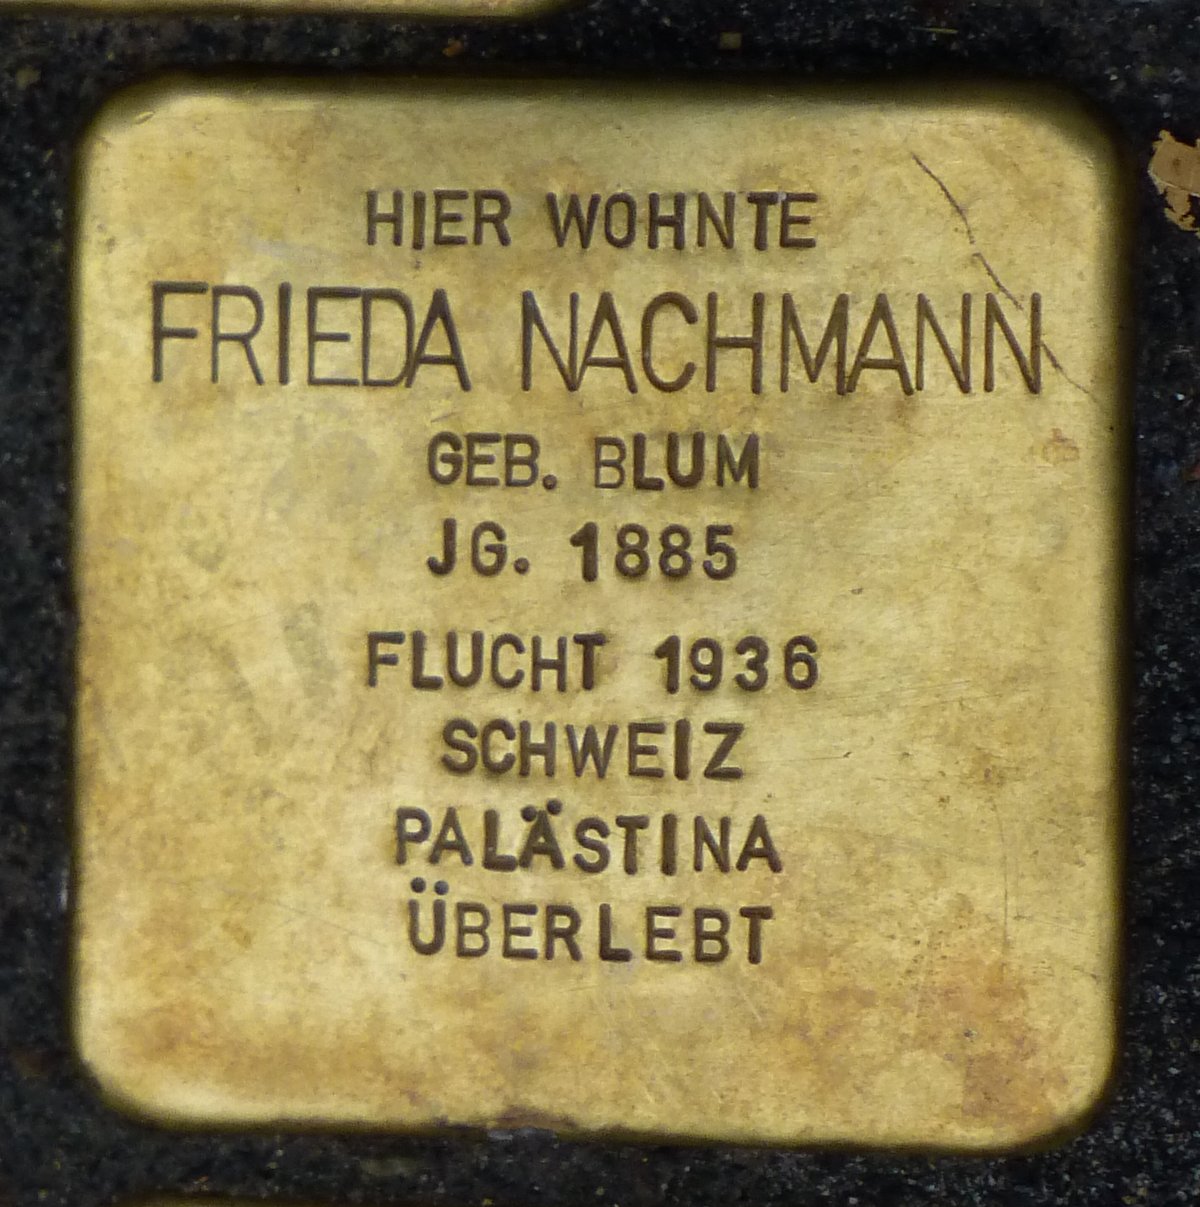 HIER WOHNTE
FRIEDA NACHMANN
GEB. BLUM
JG. 1885
FLUCHT 1936
SCHWEIZ
PALÄSTINA
ÜBERLEBT